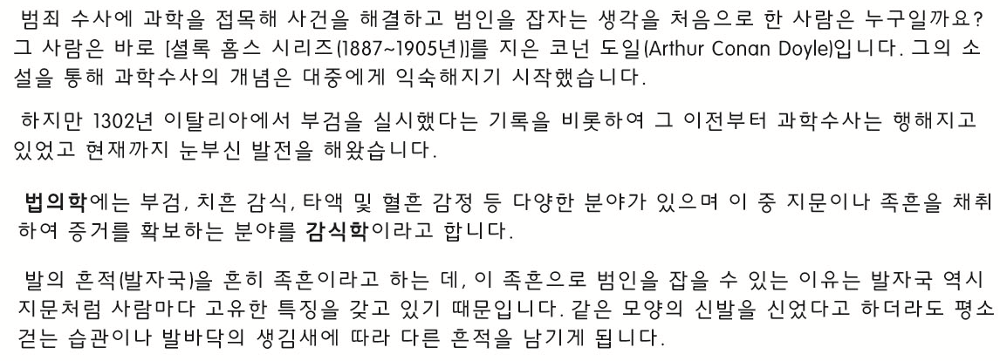 범죄 수사에 과학을 접목해 사건을 해결하고 범인을 잡자는 생각을 처음으로 한 사람은 누구일까요?
그 사람은 바로 [셜록 홈스 시리즈(1887~1905년)]를 지은 코넌 도일(Arthur Conan Doyle)입니다. 그의 소
설을 통해 과학수사의 개념은 대중에게 익숙해지기 시작했습니다.
하지만 1302년 이탈리아에서 부검을 실시했다는 기록을 비롯하여 그 이전부터 과학수사는 행해지고
있었고 현재까지 눈부신 발전을 해왔습니다.
법의학에는 부검, 치흔 감식, 타액 및 혈흔 감정 등 다양한 분야가 있으며 이 중 지문이나 족흔을 채취
하여 증거를 확보하는 분야를 감식학이라고 합니다.
발의 흔적(발자국)을 흔히 족흔이라고 하는 데, 이 족흔으로 범인을 잡을 수 있는 이유는 발자국 역시
지문처럼 사람마다 고유한 특징을 갖고 있기 때문입니다. 같은 모양의 신발을 신었다고 하더라도 평소
걷는 습관이나 발바닥의 생김새에 따라 다른 흔적을 남기게 됩니다.